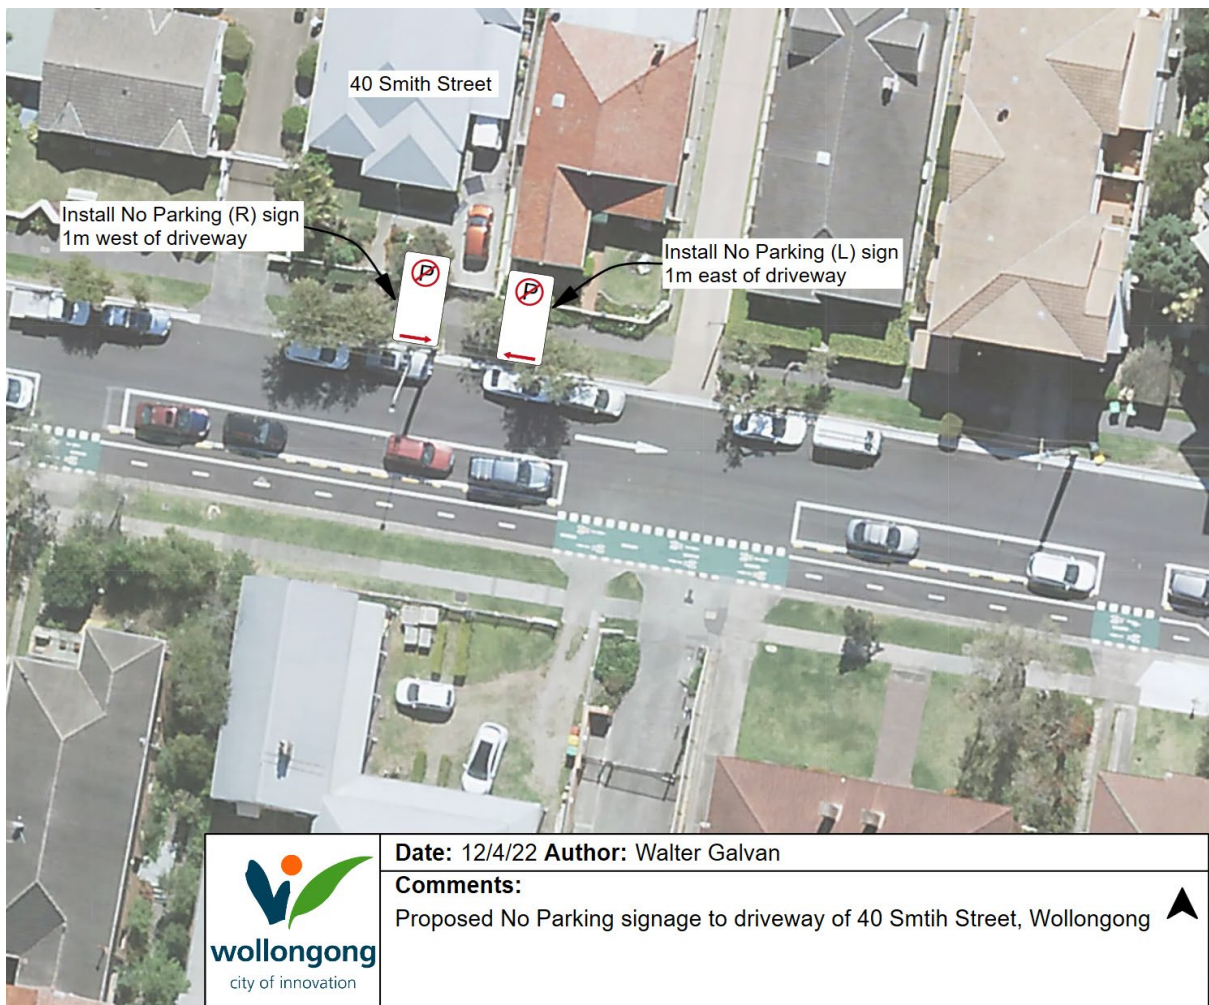 40 Smith Street
Install No Parking (R) sign
1m west of driveway
Install No Parking (L) sign
1m east of driveway
P
P
Date: 12/4/22 Author: Walter Galvan
Comments:
Proposed No Parking signage to driveway of 40 Smtih Street, Wollongong
wollongong
city of innovation